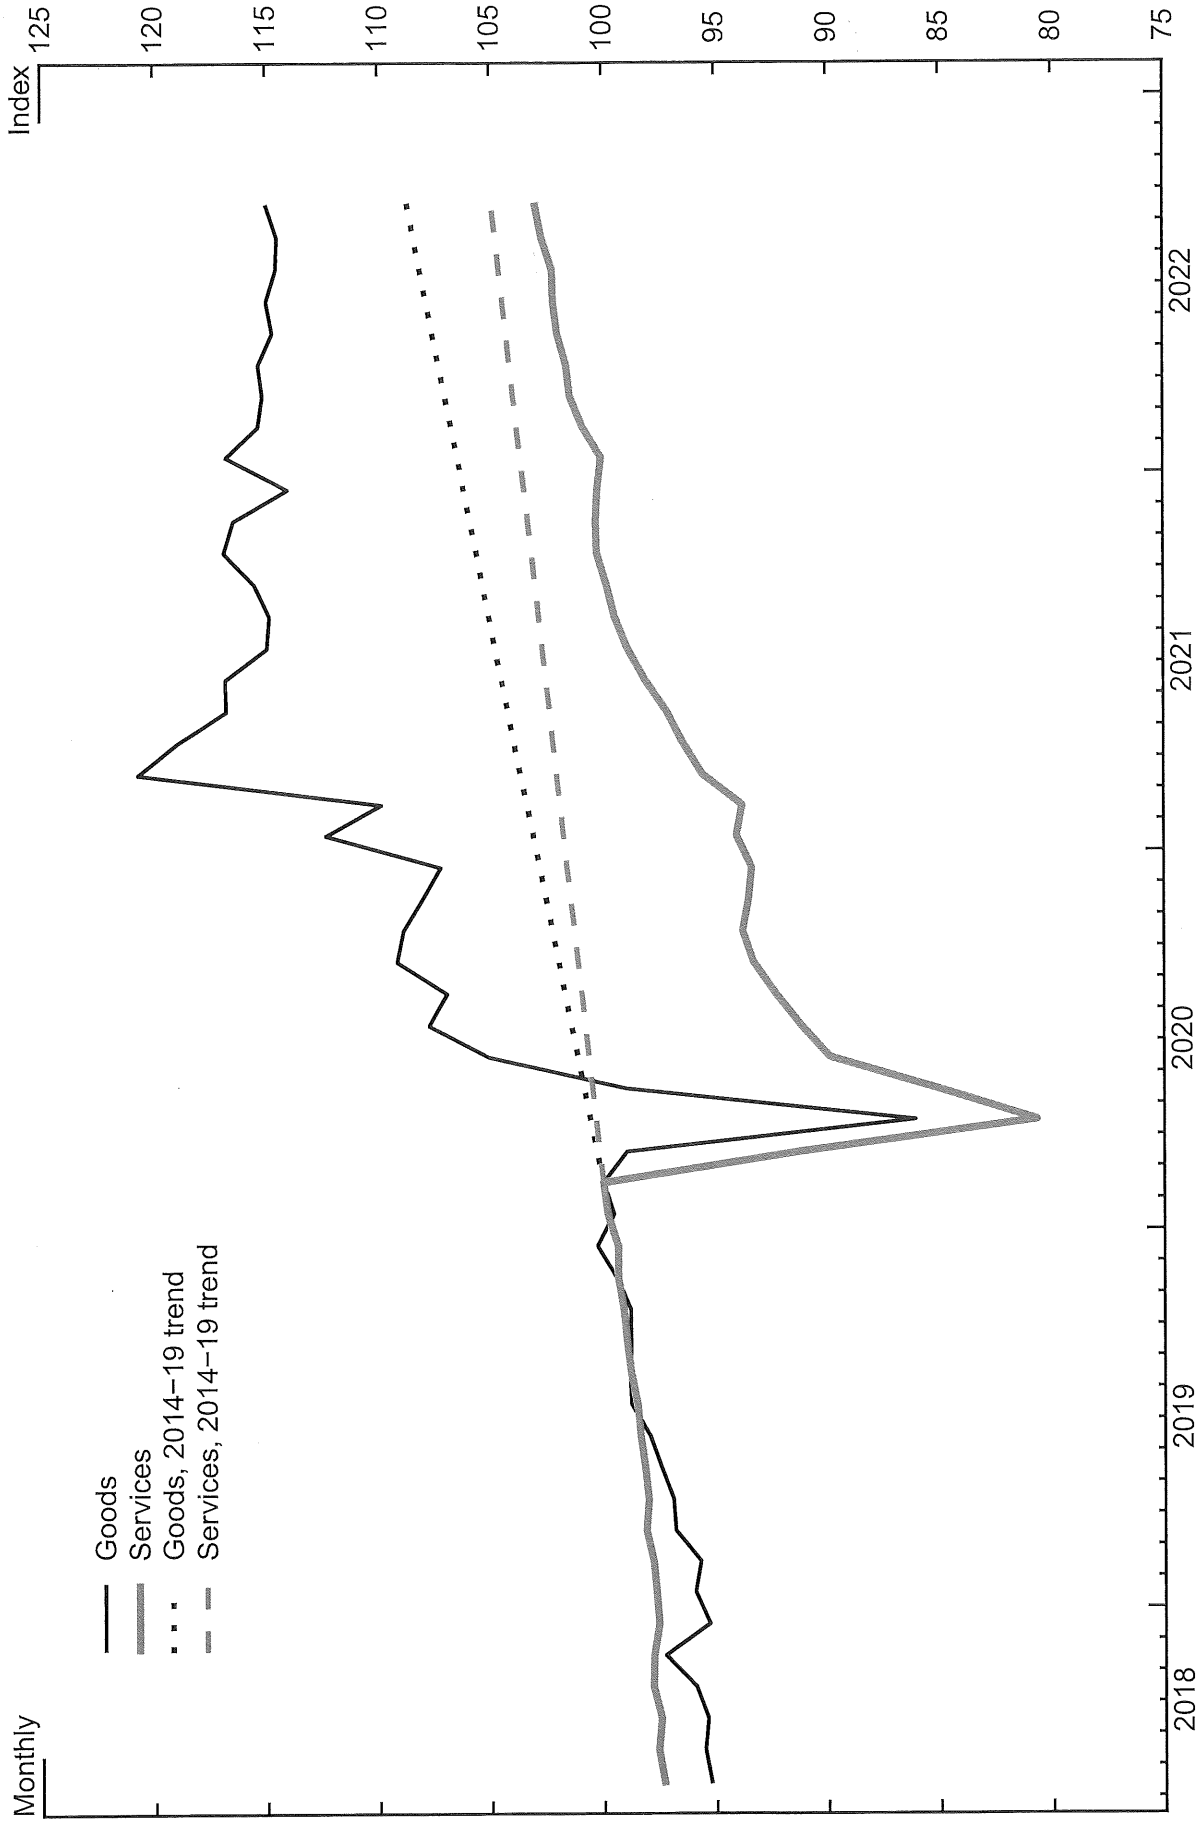 Monthly
Index
Goods
Services
Goods, 2014–19 trend
Services, 2014–19 trend
125
120
115
110
105
100
95
90
85
80
75
2018
2019
2020
2021
2022